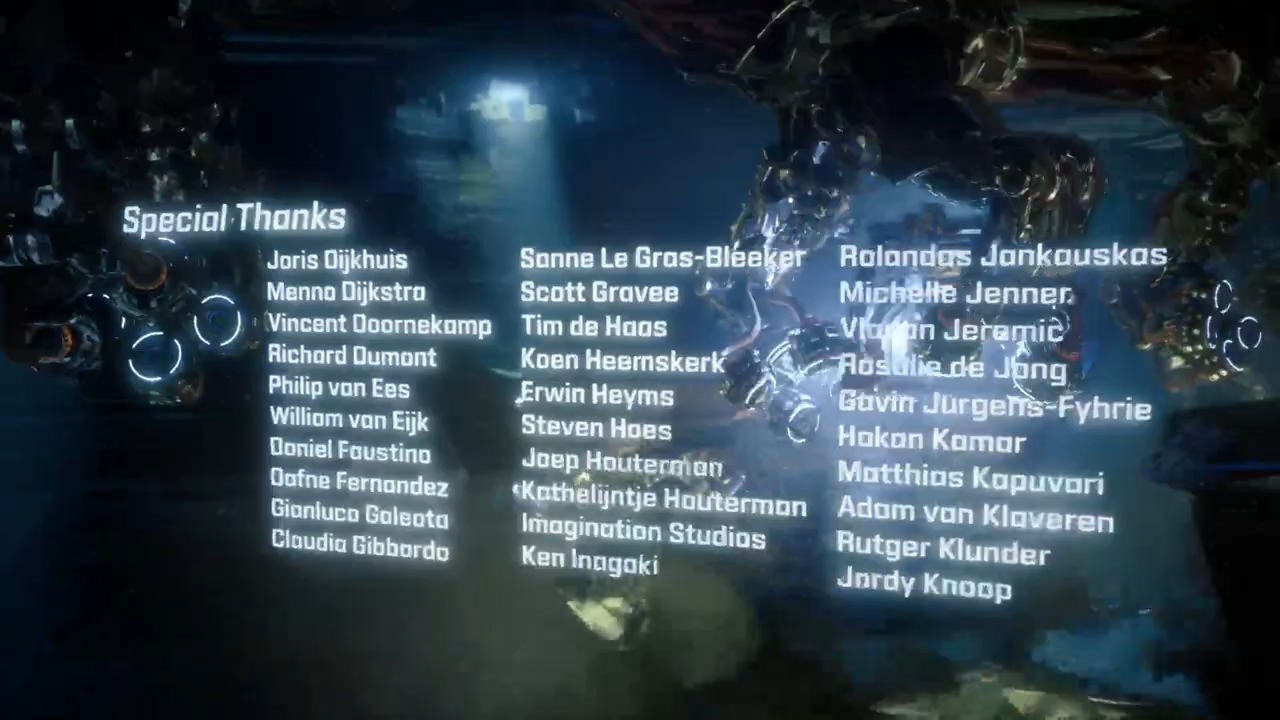 Special Thanks
Joris Dijkhuis
Menno Dijkstra
Vincent Doornekamp
Richard Dumont
Philip van Ees
William van Eijk
Daniel Faustino
Dafne Fernandez
Gianluca Galeata
Claudia Gibbardo
Sanne Le Gras-Bleeker
Scott Gravee
Tim de Haas
Koen Heemskerk
Erwin Heyms
Steven Hoes
Joep Houterman
Kathelijntje Houterman
Imagination Studios
Ken Inagaki
Rolandas Jankauskas
Michelle Jenner
Jeremic
Rosalie de Jong
Gavin Jürgens-Fyhrie
Hakan Kamar
Matthias Kapuvari
Adam van Klaveren
Rutger Klunder
Jordy Knoop